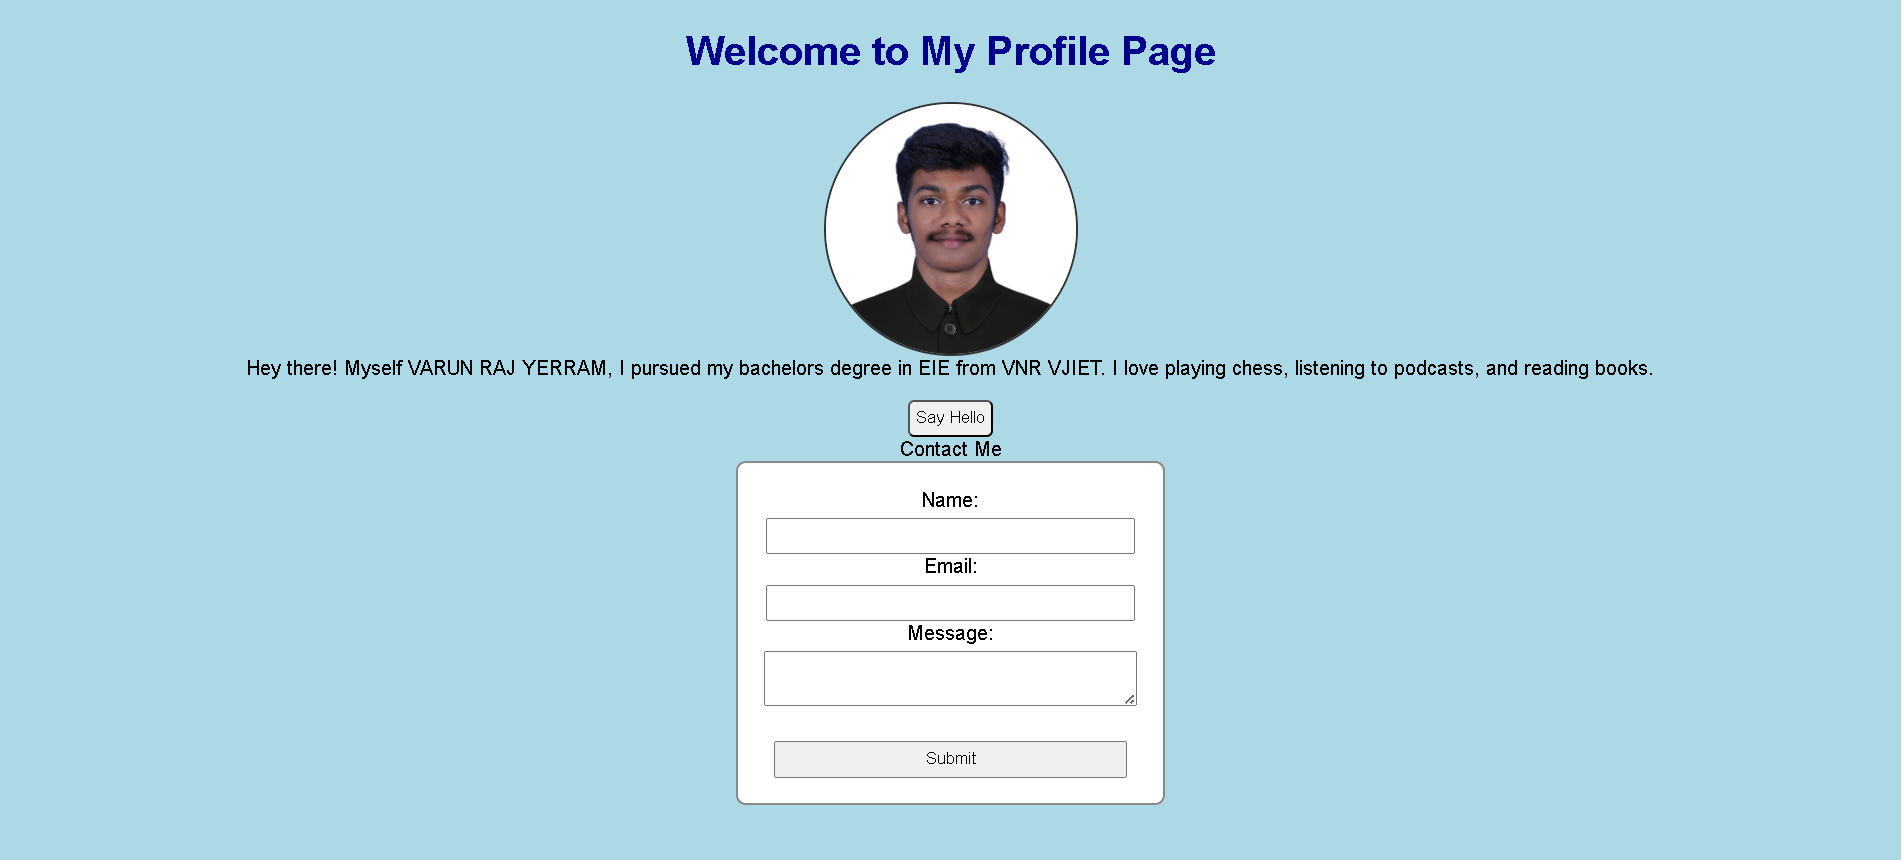 Welcome to My Profile Page
Hey there! Myself VARUN RAJ YERRAM, I pursued my bachelors degree in EIE from VNR VJIET. I love playing chess, listening to podcasts, and reading books.
Say Hello
Contact Me
Name:
Email:
Message:
Submit